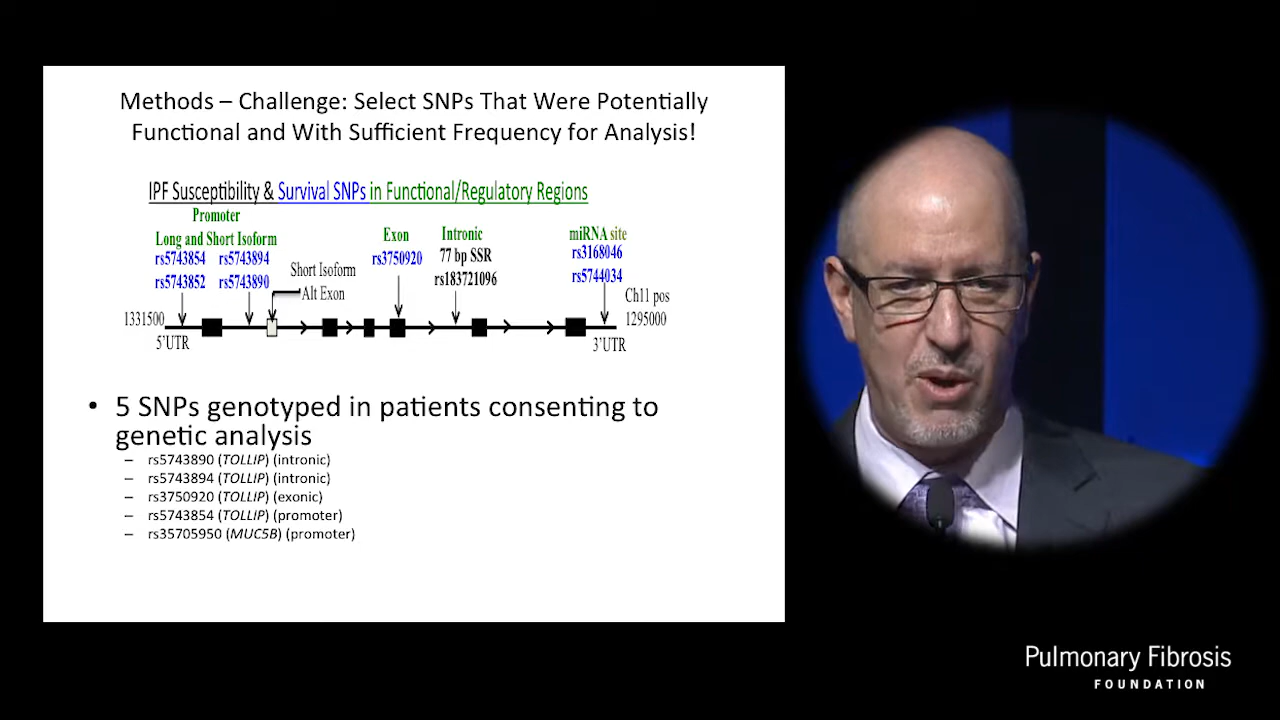 Methods – Challenge: Select SNPs That Were Potentially
Functional and With Sufficient Frequency for Analysis!
IPF Susceptibility & Survival SNPs in Functional/Regulatory Regions
Promoter
Long and Short Isoform
rs5743854 rs5743894
rs5743852 rs5743890
Short Isoform
Alt Exon
Exon
rs3750920
Intronic
77 bp SSR
rs183721096
miRNA site
rs3168046
rs5744034
Ch11 pos
1331500
1295000
5'UTR
3'UTR
• 5 SNPs genotyped in patients consenting to
genetic analysis
– rs5743890 (TOLLIP) (intronic)
– rs5743894 (TOLLIP) (intronic)
– rs3750920 (TOLLIP) (exonic)
– rs5743854 (TOLLIP) (promoter)
– rs35705950 (MUC5B) (promoter)
Pulmonary Fibrosis
FOUNDATION